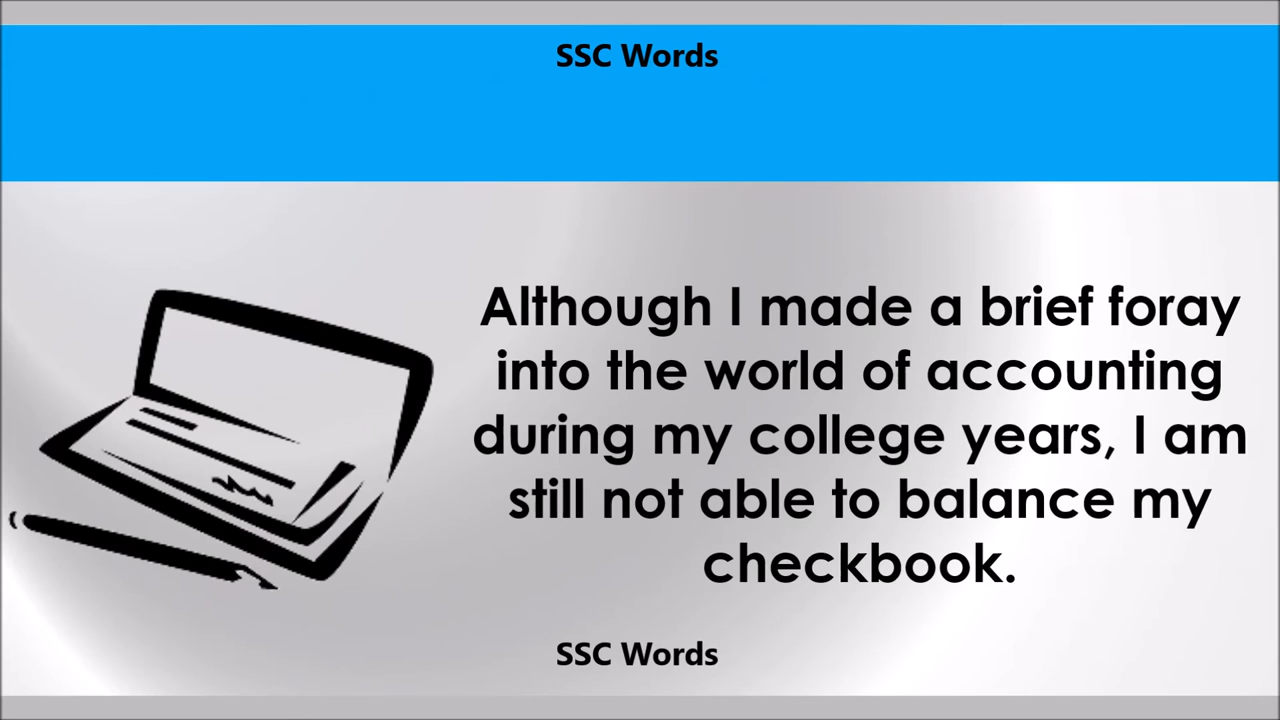 SSC Words
Although I made a brief foray
into the world of accounting
during my college years, I am
still not able to balance my
checkbook.
SSC Words